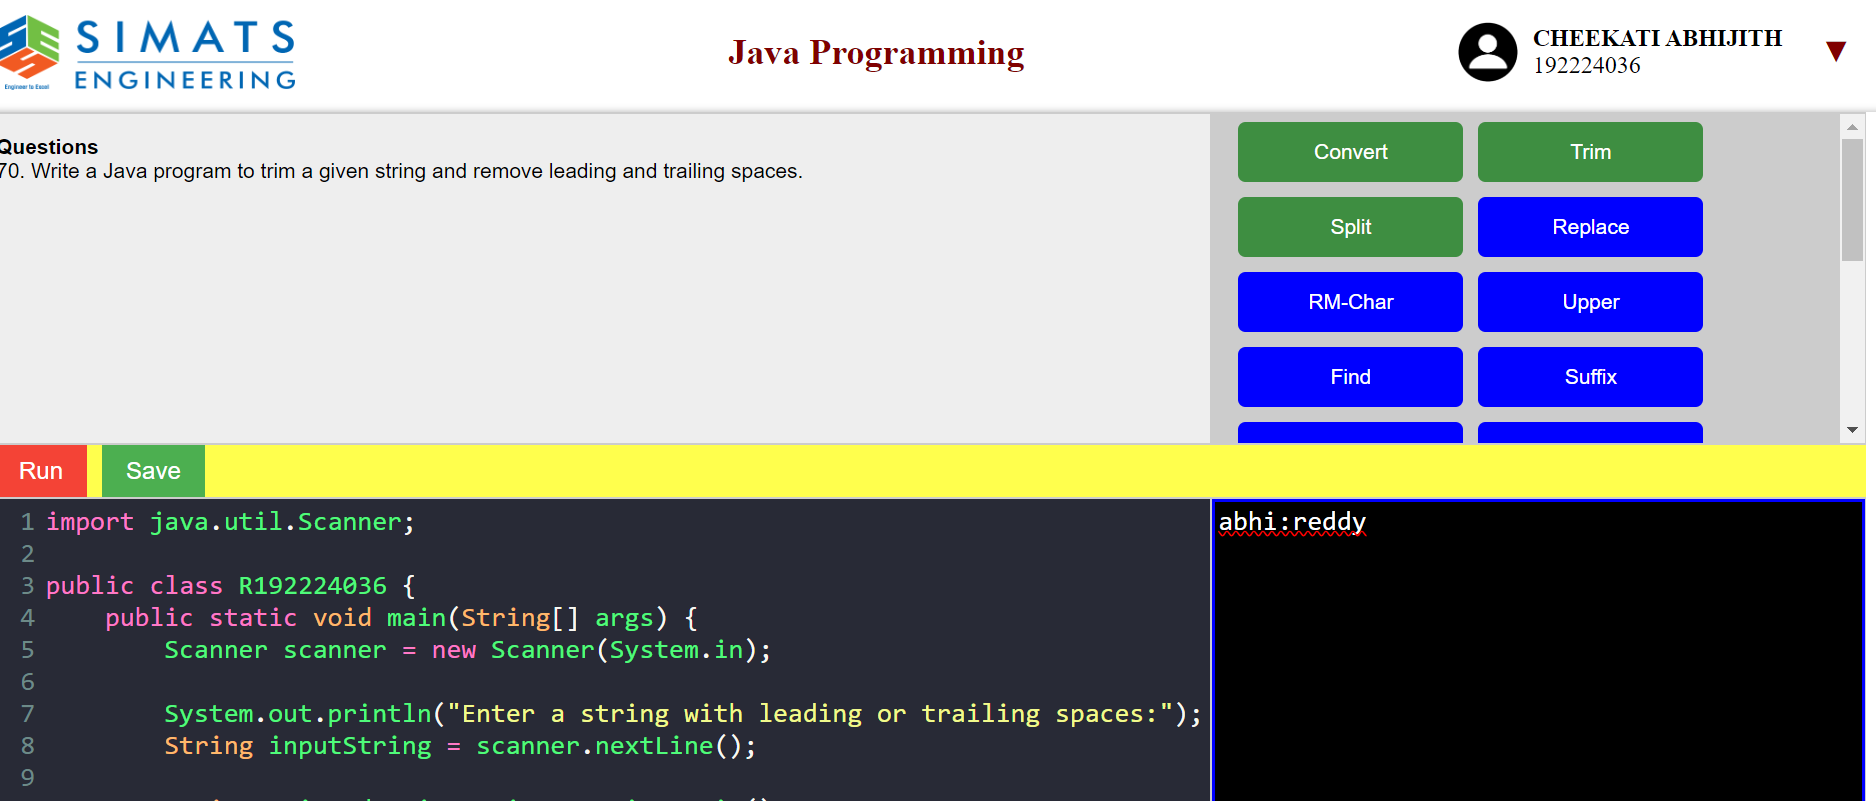 SIMATS
ENGINEERING
Engineer to Excel
Java Programming
CHEEKATI ABHIJITH
192224036
Questions
70. Write a Java program to trim a given string and remove leading and trailing spaces.
Convert
Trim
Split
Replace
RM-Char
Upper
Find
Suffix
Run
Save
1 import java.util.Scanner;
2
3 public class R192224036 {
4 public static void main(String[] args) {
5 Scanner scanner = new Scanner(System.in);
6
7 System.out.println("Enter a string with leading or trailing spaces:");
8 String inputString = scanner.nextLine();
9
abhi:reddy